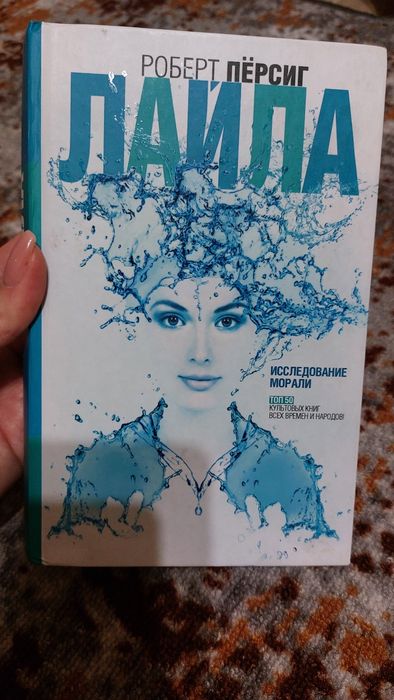 РОБЕРТ ПЁРСИГ
ЛАЙЛА
ИССЛЕДОВАНИЕ
МОРАЛИ
ТОП 50
КУЛЬТОВЫХ КНИГ
ВСЕХ ВРЕМЕН И НАРОДОВ!